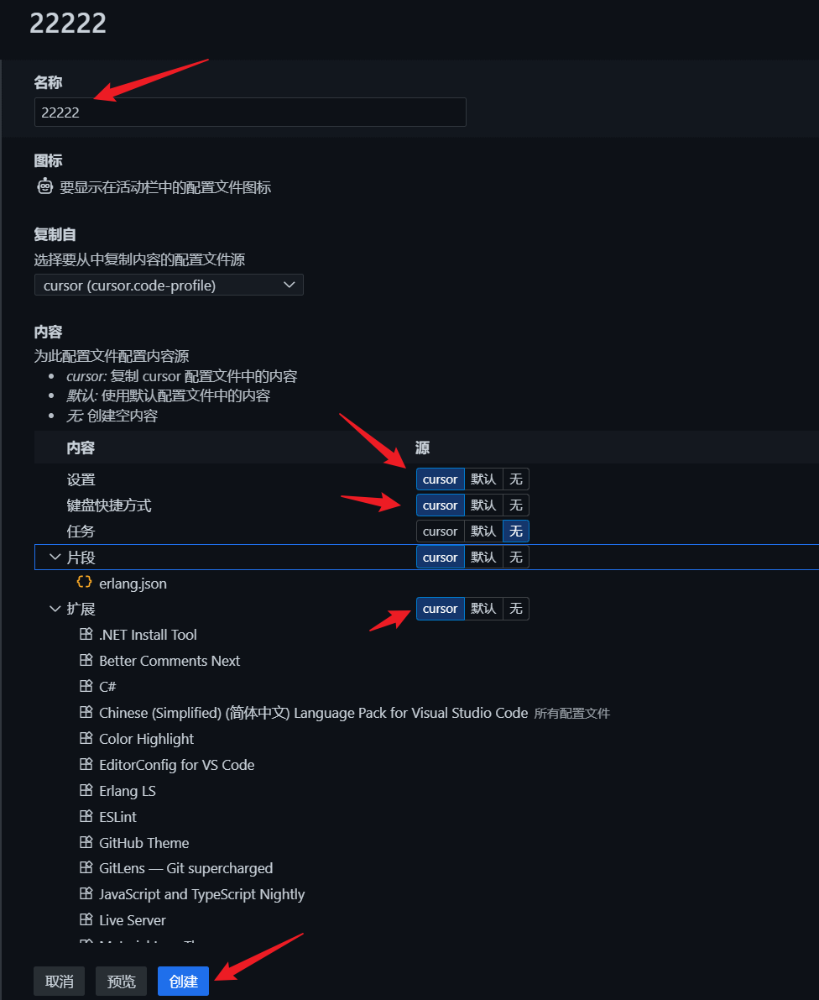 22222
名称
22222
图标
要显示在活动栏中的配置文件图标
复制自
选择要从中复制内容的配置文件源
cursor (cursor.code-profile)
内容
为此配置文件配置内容源
• cursor: 复制 cursor 配置文件中的内容
• 默认: 使用默认配置文件中的内容
• 无: 创建空内容
内容 源
设置 cursor 默认 无
键盘快捷方式 cursor 默认 无
任务 cursor 默认 无
片段 cursor 默认 无
erlang.json
扩展 cursor 默认 无
.NET Install Tool
Better Comments Next
C#
Chinese (Simplified) (简体中文) Language Pack for Visual Studio Code 所有配置文件
Color Highlight
EditorConfig for VS Code
Erlang LS
ESLint
GitHub Theme
GitLens — Git supercharged
JavaScript and TypeScript Nightly
Live Server
取消 预览 创建